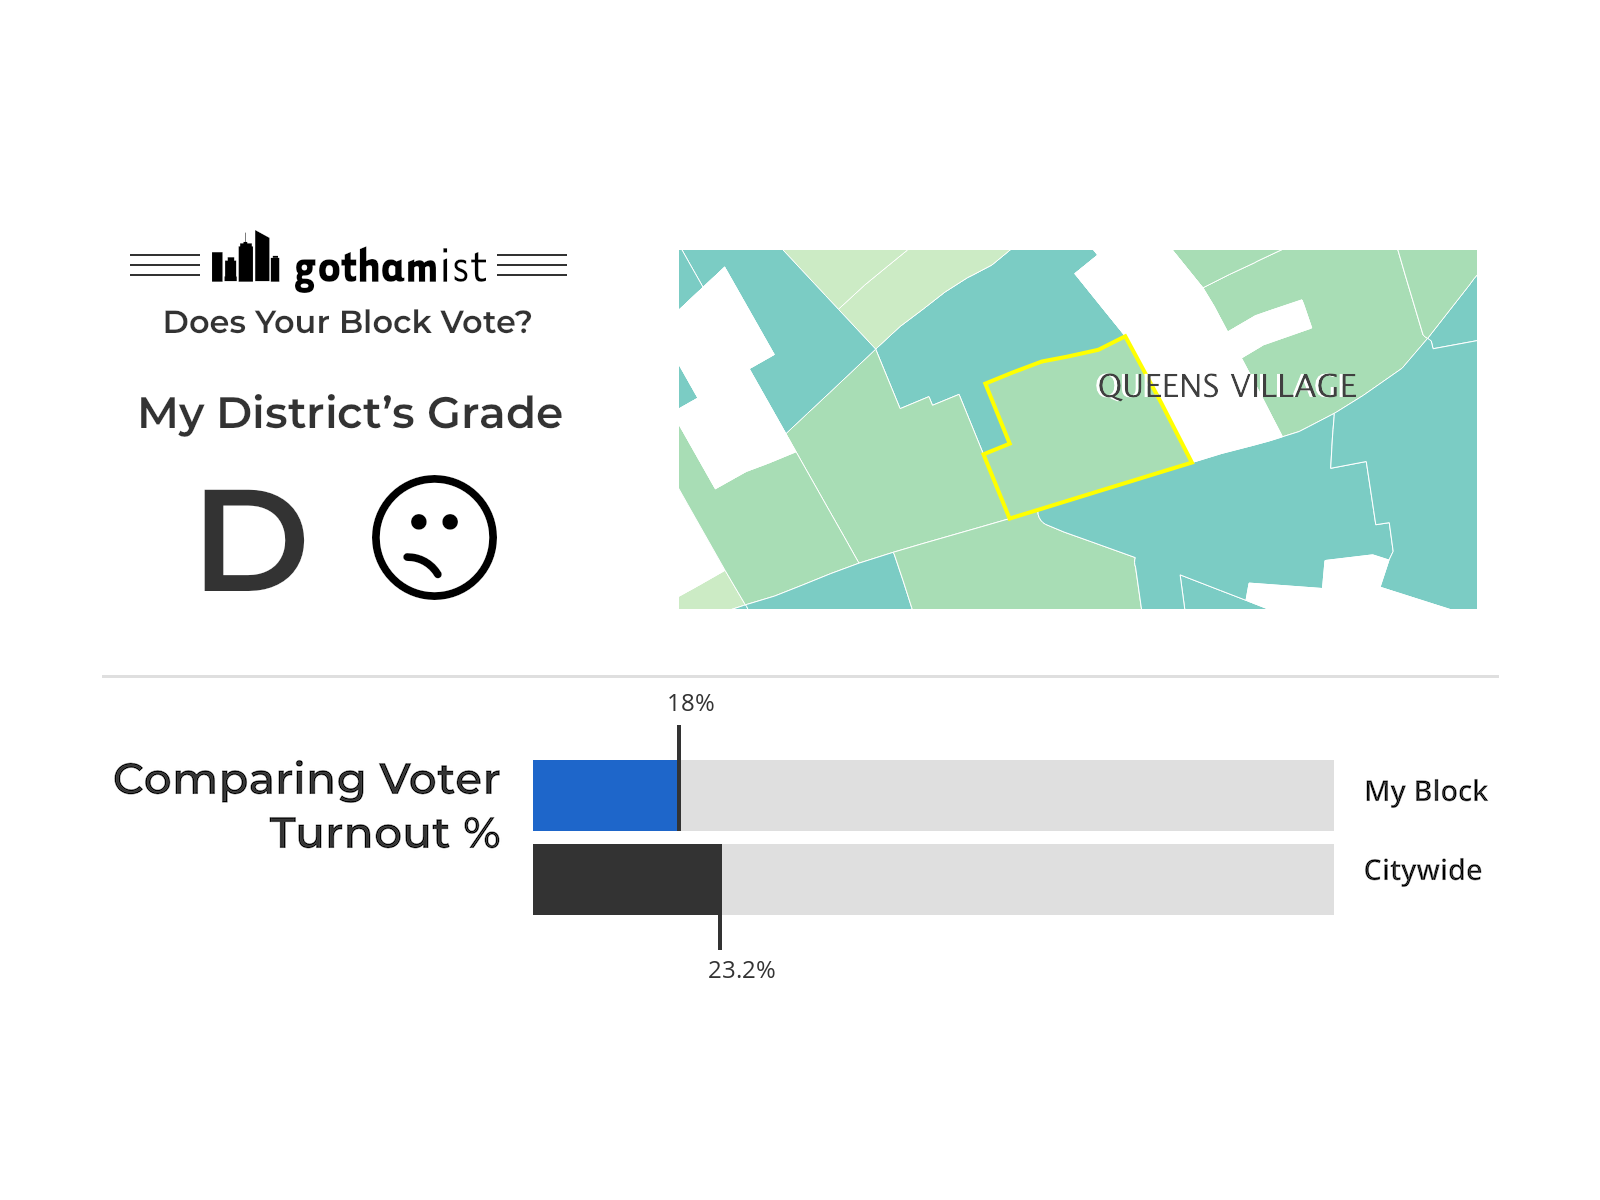 gothamist
Does Your Block Vote?
My District's Grade
D
QUEENS VILLAGE
18%
Comparing Voter
Turnout %
My Block
Citywide
23.2%